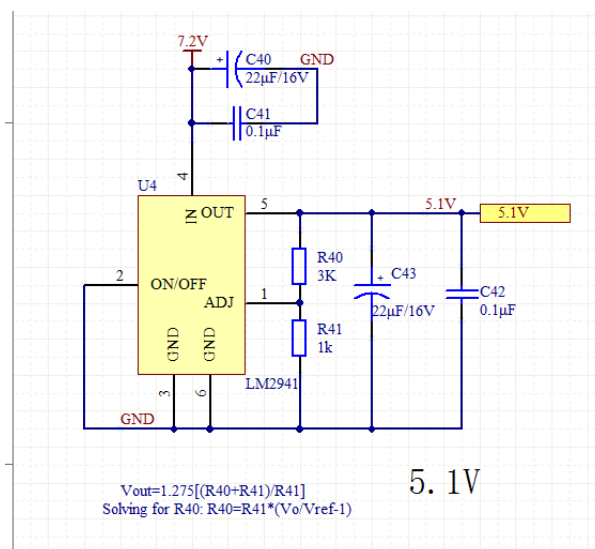 7.2V
+
C40
GND
22μF/16V
C41
0.1μF
4
U4
IN
OUT
5
5.1V
5.1V
R40
3K
+
C43
22μF/16V
C42
0.1μF
2
ON/OFF
ADJ
1
R41
1k
GND
GND
LM2941
3
6
GND
5.1V
Vout=1.275[(R40+R41)/R41]
Solving for R40: R40=R41*(Vo/Vref-1)